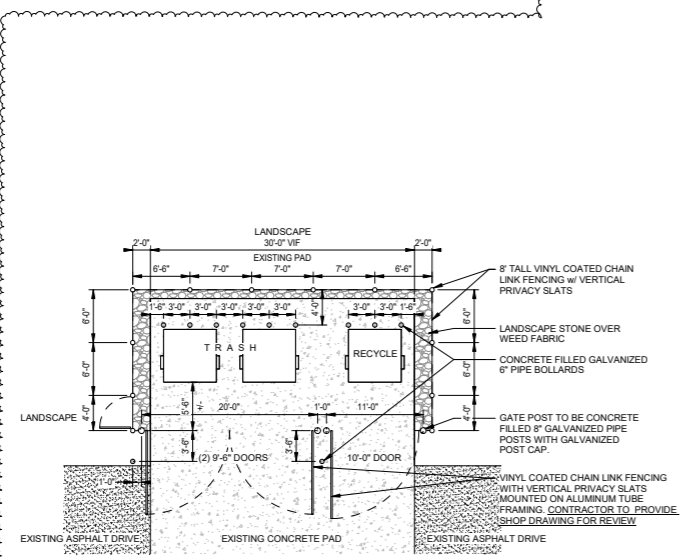 LANDSCAPE
2'-0" 30'-0" VIF 2'-0"
EXISTING PAD
6'-6" 7'-0" 7'-0" 7'-0" 6'-6"
8' TALL VINYL COATED CHAIN
LINK FENCING w/ VERTICAL
PRIVACY SLATS
6'-0" 1'-6" 3'-0" 3'-0" 3'-0" 3'-0" 3'-0" 4'-0" 3'-0" 3'-0" 1'-6" 6'-0"
LANDSCAPE STONE OVER
WEED FABRIC
TRASH RECYCLE
CONCRETE FILLED GALVANIZED
6" PIPE BOLLARDS
6'-0" 6'-0"
5'-6"
+/-
20'-0" 1'-0" 11'-0"
4'-0" 4'-0"
LANDSCAPE
GATE POST TO BE CONCRETE
FILLED 8" GALVANIZED PIPE
POSTS WITH GALVANIZED
POST CAP.
3'-6" 3'-6"
(2) 9'-6" DOORS 10'-0" DOOR
1'-0"
VINYL COATED CHAIN LINK FENCING
WITH VERTICAL PRIVACY SLATS
MOUNTED ON ALUMINUM TUBE
FRAMING. CONTRACTOR TO PROVIDE
SHOP DRAWING FOR REVIEW
EXISTING ASPHALT DRIVE EXISTING CONCRETE PAD EXISTING ASPHALT DRIVE